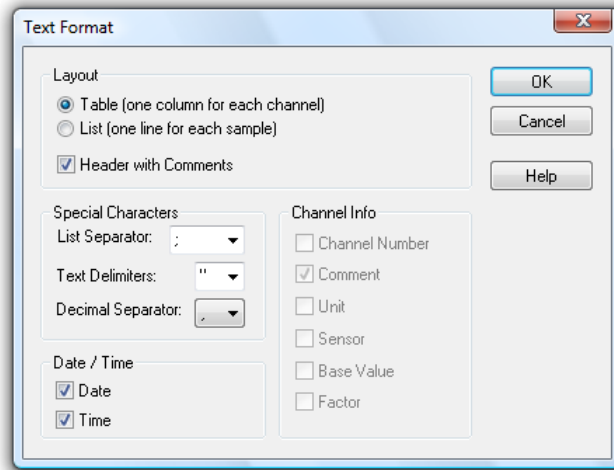 Text Format
Layout
Table (one column for each channel)
List (one line for each sample)
Header with Comments
OK
Cancel
Help
Special Characters
List Separator: ;
Text Delimiters: "
Decimal Separator: ,
Channel Info
Channel Number
Comment
Unit
Sensor
Base Value
Factor
Date / Time
Date
Time